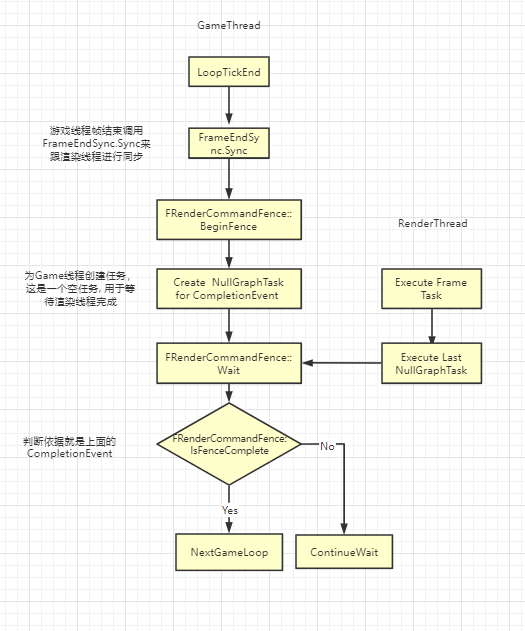 GameThread
LoopTickEnd
游戏线程帧结束调用
FrameEndSync.Sync来
跟渲染线程进行同步
FrameEndSy
nc.Sync
FRenderCommandFence::
BeginFence
RenderThread
为Game线程创建任务,
这是一个空任务, 用于等
待渲染线程完成
Create NullGraphTask
for CompletionEvent
Execute Frame
Task
FRenderCommandFence::
Wait
Execute Last
NullGraphTask
判断依据就是上面的
CompletionEvent
FRenderCommandFence:
IsFenceComplete
No
Yes
NextGameLoop
ContinueWait